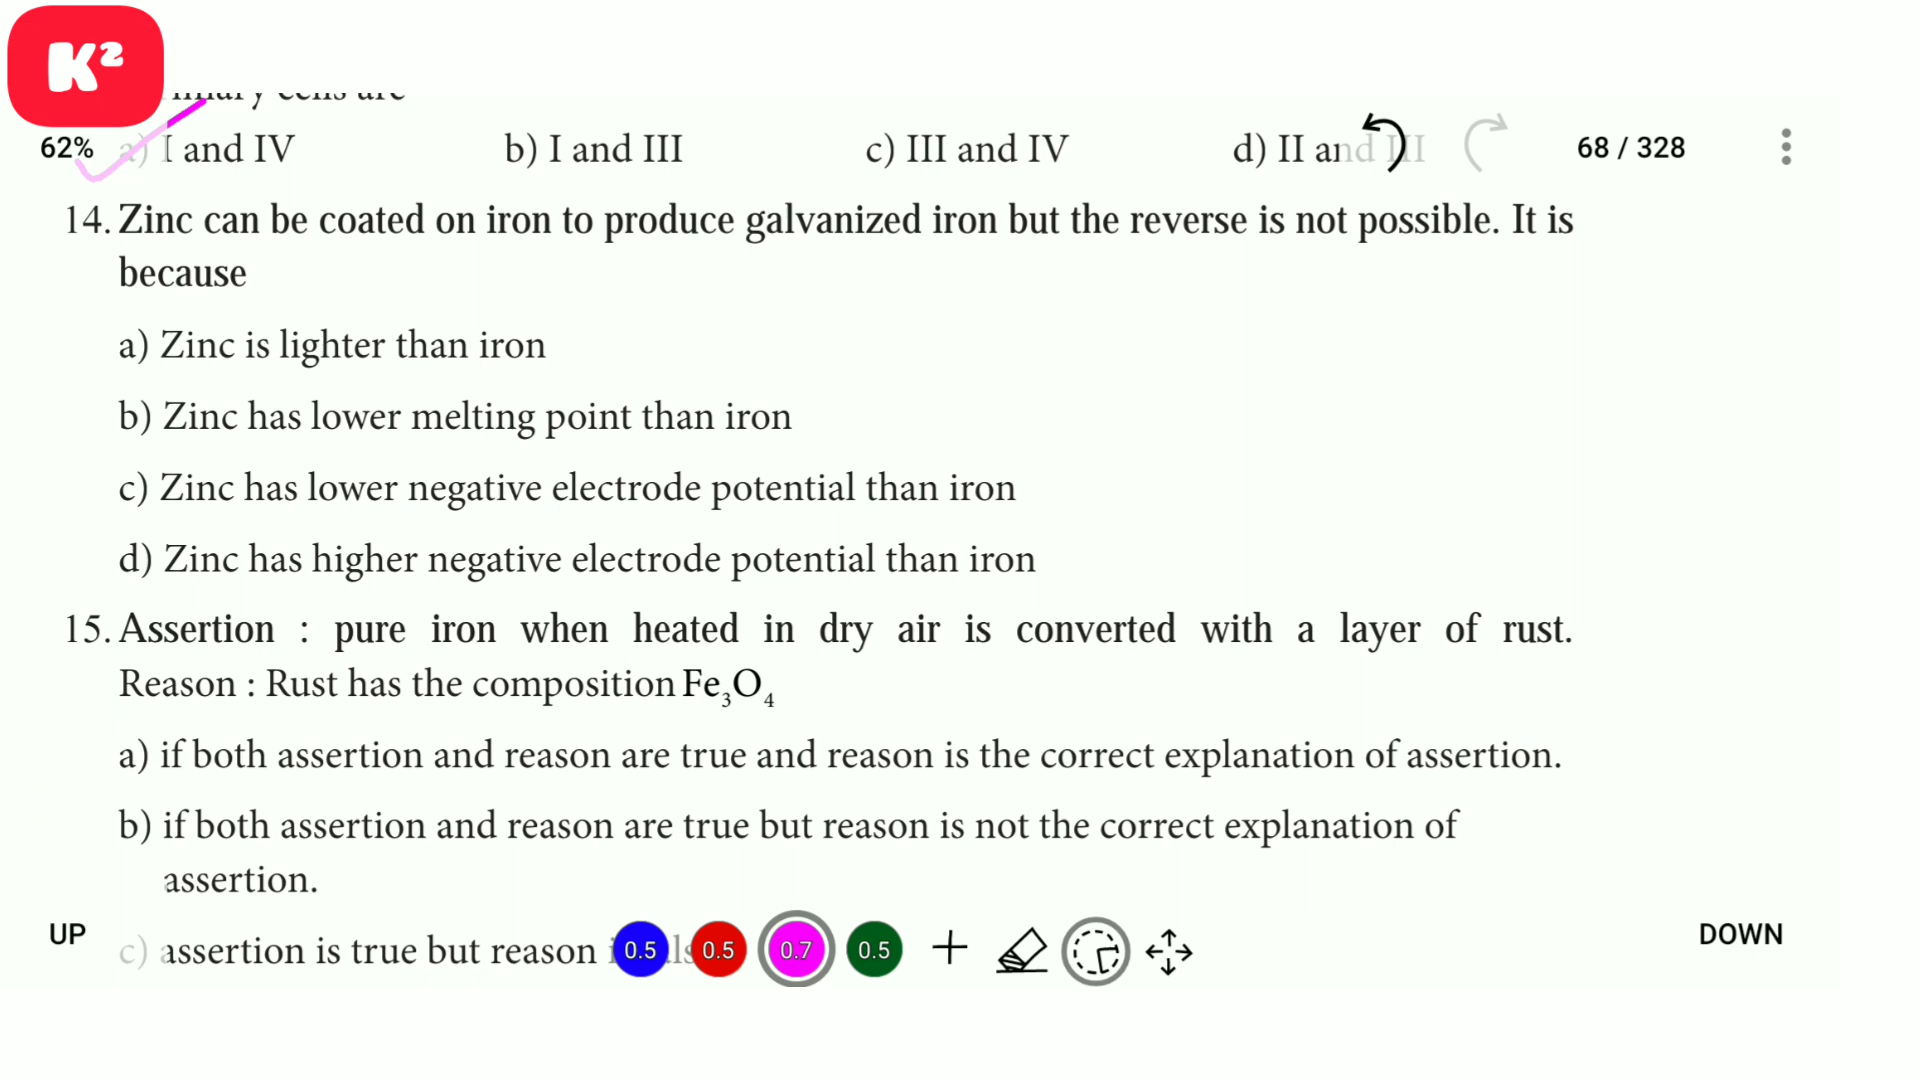 K²
cells are
62% a) I and IV b) I and III c) III and IV d) II and III 68 / 328
14. Zinc can be coated on iron to produce galvanized iron but the reverse is not possible. It is
because
a) Zinc is lighter than iron
b) Zinc has lower melting point than iron
c) Zinc has lower negative electrode potential than iron
d) Zinc has higher negative electrode potential than iron
15. Assertion : pure iron when heated in dry air is converted with a layer of rust.
Reason : Rust has the composition Fe₃O₄
a) if both assertion and reason are true and reason is the correct explanation of assertion.
b) if both assertion and reason are true but reason is not the correct explanation of
assertion.
UP DOWN
c) assertion is true but reason 0.5 0.5 0.7 0.5